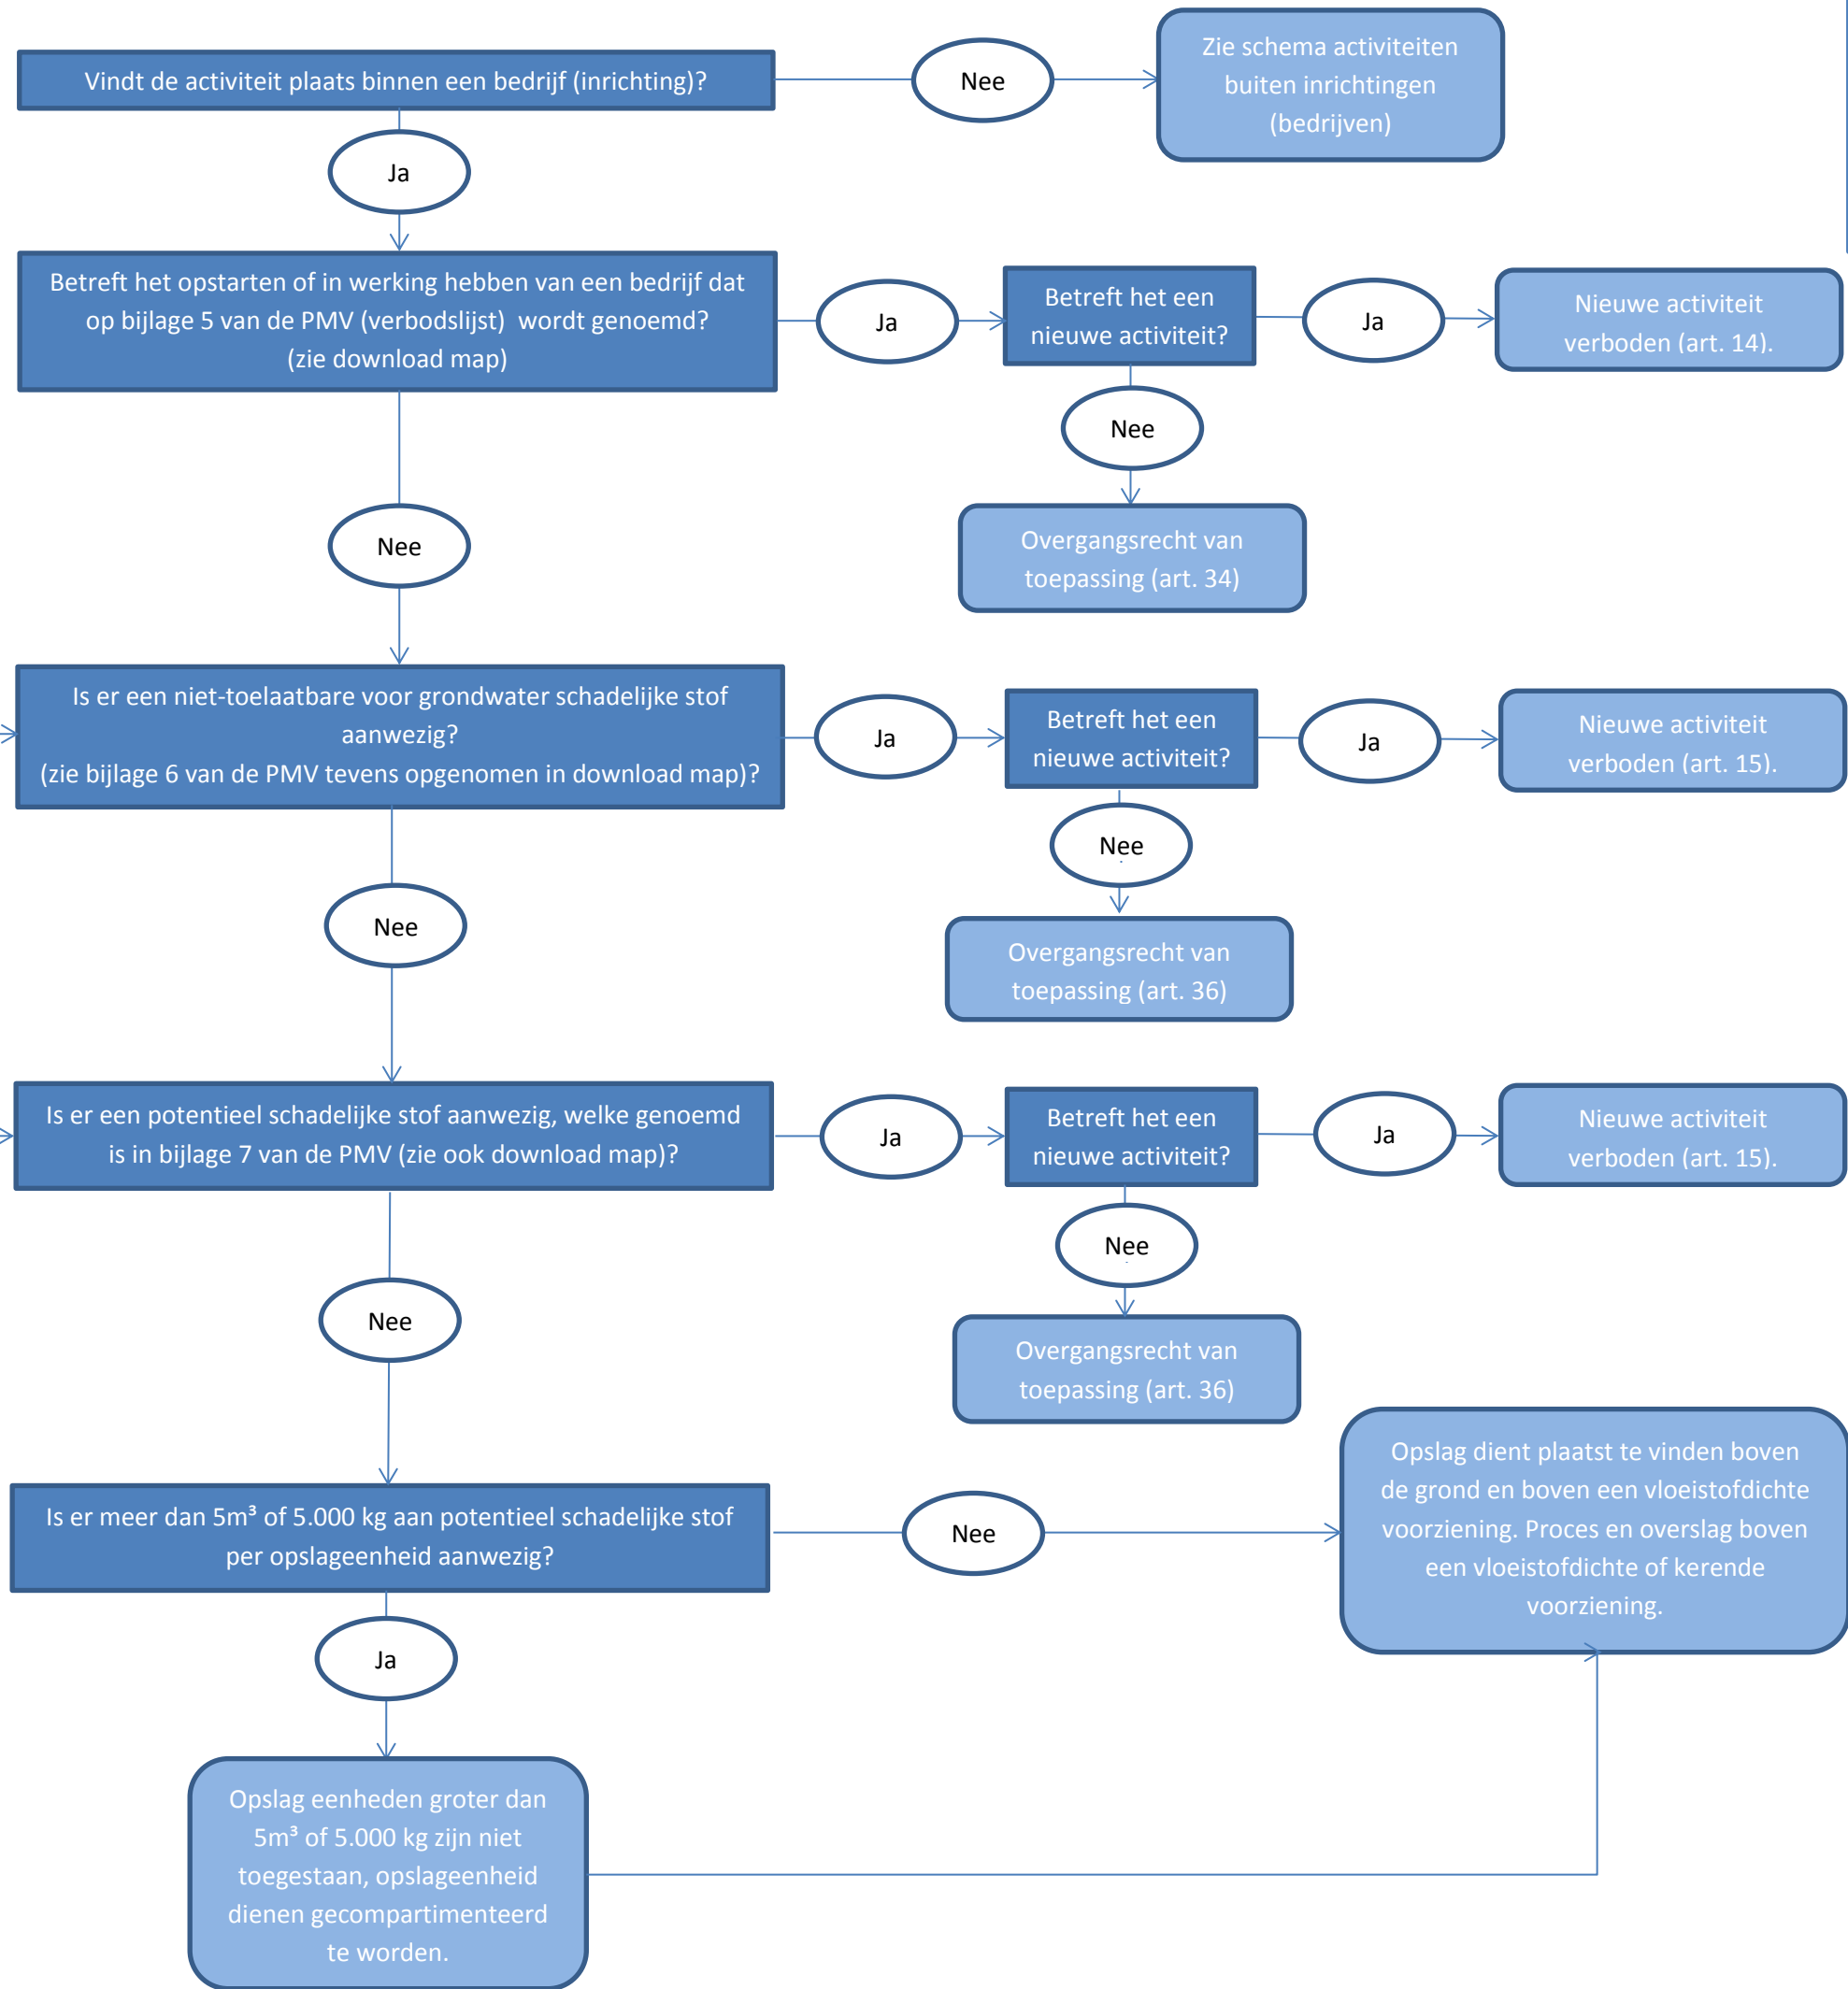 Vindt de activiteit plaats binnen een bedrijf (inrichting)?
Nee
Zie schema activiteiten
buiten inrichtingen
(bedrijven)
Ja
Betreft het opstarten of in werking hebben van een bedrijf dat
op bijlage 5 van de PMV (verbodslijst)  wordt genoemd?
(zie download map)
Ja
Betreft het een
nieuwe activiteit?
Ja
Nieuwe activiteit
verboden (art. 14).
Nee
Overgangsrecht van
toepassing (art. 34)
Nee
Is er een niet-toelaatbare voor grondwater schadelijke stof
aanwezig?
(zie bijlage 6 van de PMV tevens opgenomen in download map)?
Ja
Betreft het een
nieuwe activiteit?
Ja
Nieuwe activiteit
verboden (art. 15).
Nee
Overgangsrecht van
toepassing (art. 36)
Nee
Is er een potentieel schadelijke stof aanwezig, welke genoemd
is in bijlage 7 van de PMV (zie ook download map)?
Ja
Betreft het een
nieuwe activiteit?
Ja
Nieuwe activiteit
verboden (art. 15).
Nee
Overgangsrecht van
toepassing (art. 36)
Nee
Is er meer dan 5m³ of 5.000 kg aan potentieel schadelijke stof
per opslageenheid aanwezig?
Nee
Opslag dient plaatst te vinden boven
de grond en boven een vloeistofdichte
voorziening. Proces en overslag boven
een vloeistofdichte of kerende
voorziening.
Ja
Opslag eenheden groter dan
5m³ of 5.000 kg zijn niet
toegestaan, opslageenheid
dienen gecompartimenteerd
te worden.